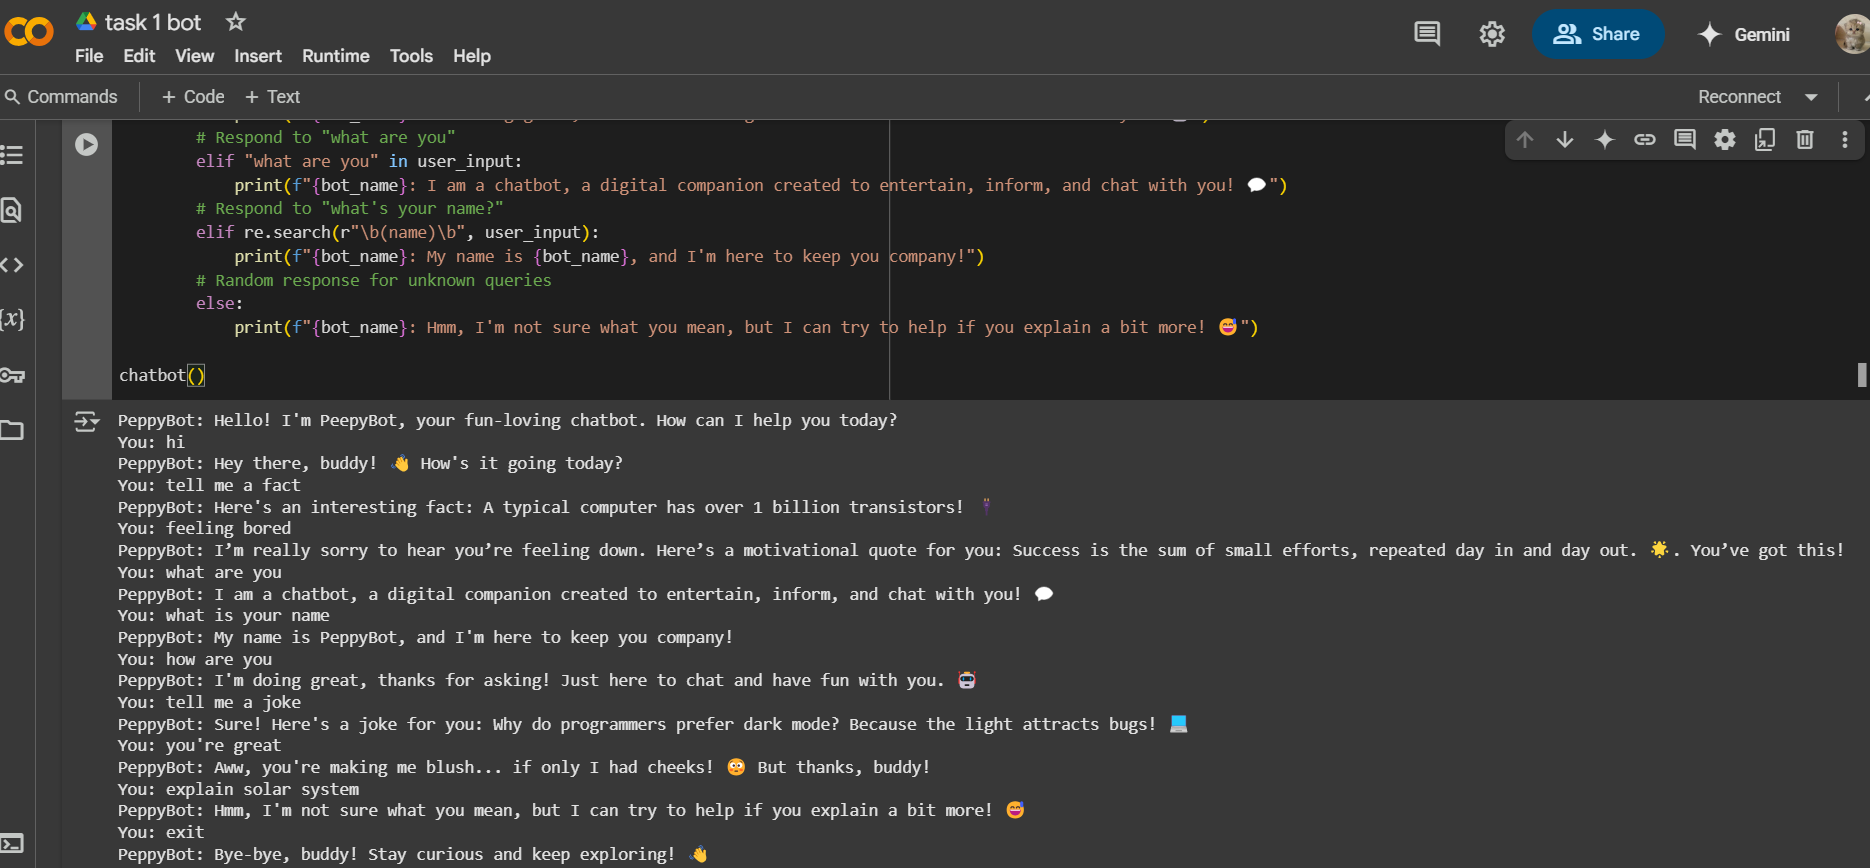 task 1 bot
Share
Gemini
File Edit View Insert Runtime Tools Help
Commands + Code + Text
Reconnect
# Respond to "what are you"
elif "what are you" in user_input:
print(f"{bot_name}: I am a chatbot, a digital companion created to entertain, inform, and chat with you! 💬")
# Respond to "what's your name?"
elif re.search(r"\b(name)\b", user_input):
print(f"{bot_name}: My name is {bot_name}, and I'm here to keep you company!")
# Random response for unknown queries
else:
print(f"{bot_name}: Hmm, I'm not sure what you mean, but I can try to help if you explain a bit more! 😅")
chatbot()
PeppyBot: Hello! I'm PeepyBot, your fun-loving chatbot. How can I help you today?
You: hi
PeppyBot: Hey there, buddy! 👋 How's it going today?
You: tell me a fact
PeppyBot: Here's an interesting fact: A typical computer has over 1 billion transistors!
You: feeling bored
PeppyBot: I’m really sorry to hear you’re feeling down. Here’s a motivational quote for you: Success is the sum of small efforts, repeated day in and day out. 🌟. You’ve got this!
You: what are you
PeppyBot: I am a chatbot, a digital companion created to entertain, inform, and chat with you! 💬
You: what is your name
PeppyBot: My name is PeppyBot, and I'm here to keep you company!
You: how are you
PeppyBot: I'm doing great, thanks for asking! Just here to chat and have fun with you. 🤖
You: tell me a joke
PeppyBot: Sure! Here's a joke for you: Why do programmers prefer dark mode? Because the light attracts bugs! 💻
You: you're great
PeppyBot: Aww, you're making me blush... if only I had cheeks! 😳 But thanks, buddy!
You: explain solar system
PeppyBot: Hmm, I'm not sure what you mean, but I can try to help if you explain a bit more! 😅
You: exit
PeppyBot: Bye-bye, buddy! Stay curious and keep exploring! 👋